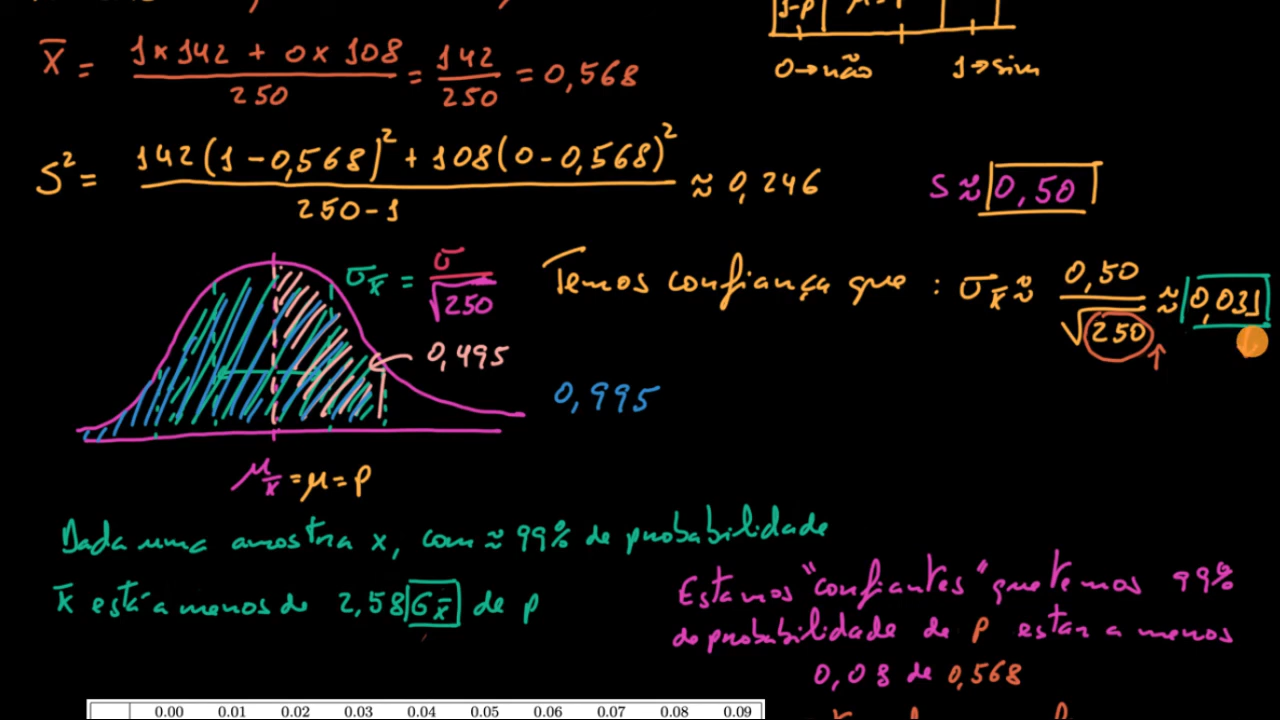 1-p
0→não 1→sim
x̄ = (1×142 + 0×108)/250 = 142/250 = 0,568
S² = (142(1-0,568)² + 108(0-0,568)²)/(250-1) ≈ 0,246
S ≈ 0,50
σx̄ = σ/√250
Temos confiança que : σx̄ ≈ 0,50/√250 ≈ 0,031
0,495
0,995
μx̄ = μ = p
Dada uma amostra x, com ≈ 99% de probabilidade
x̄ está a menos de 2,58 σx̄ de p
Estamos "confiantes" que temos 99%
de probabilidade de p estar a menos
0,08 de 0,568
0.00 0.01 0.02 0.03 0.04 0.05 0.06 0.07 0.08 0.09